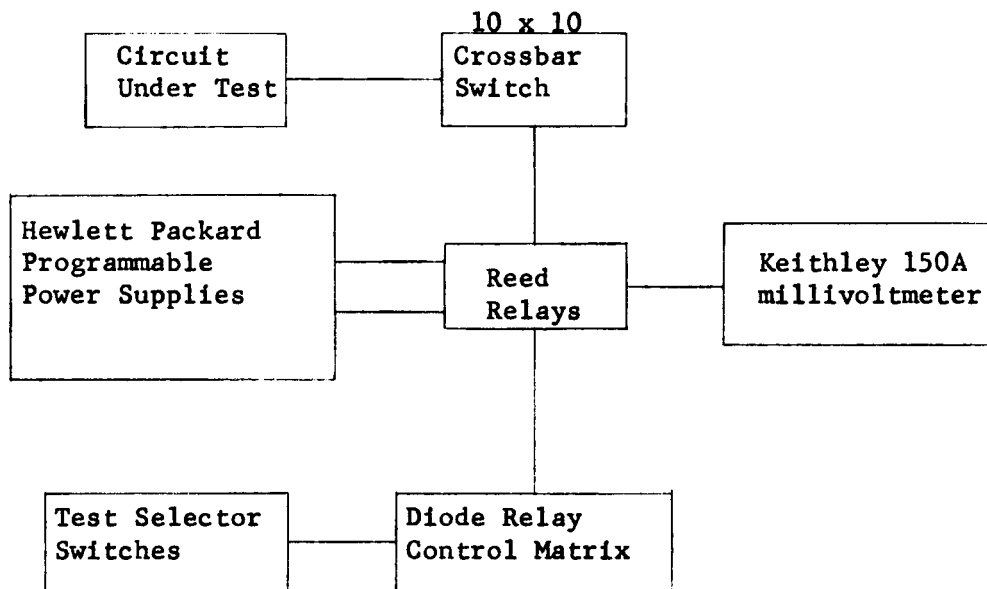 10 x 10
Circuit
Under Test
Crossbar
Switch
Hewlett Packard
Programmable
Power Supplies
Reed
Relays
Keithley 150A
millivoltmeter
Test Selector
Switches
Diode Relay
Control Matrix